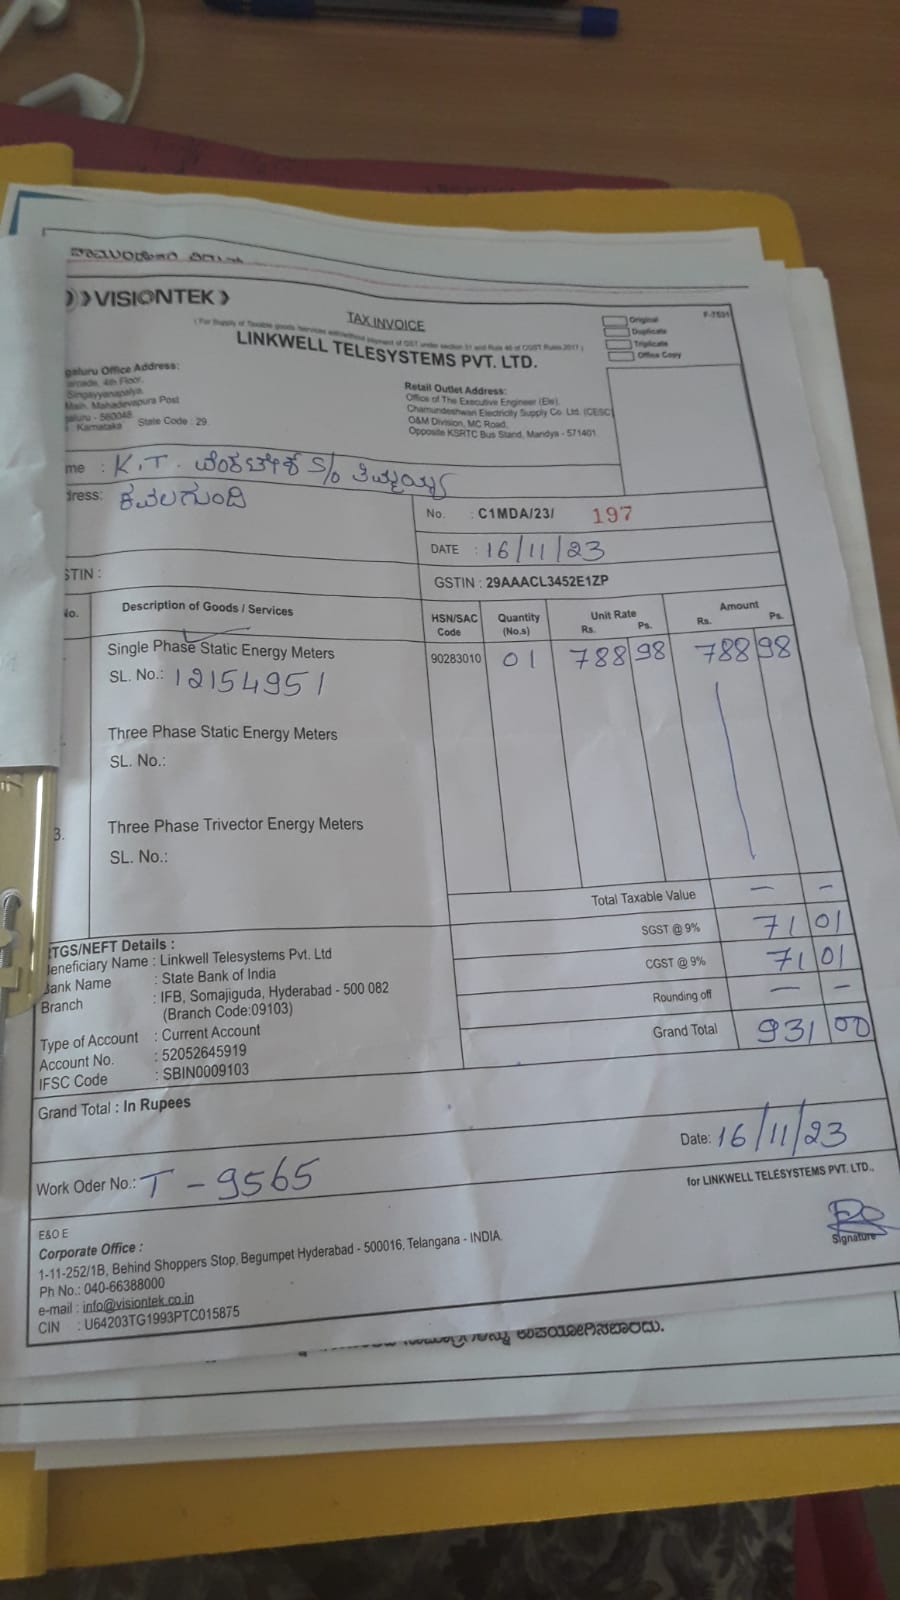 VISIONTEK
TAX INVOICE
LINKWELL TELESYSTEMS PVT. LTD.
Original
Duplicate
Triplicate
Office Copy
F-7531
galuru Office Address:
4th Floor,
Singayyanapalya,
Main, Mahadevapura Post
galuru - 560048
Karnataka State Code : 29
Retail Outlet Address:
Office of The Executive Engineer (Ele),
Chamundeshwari Electricity Supply Co. Ltd. (CESC)
O&M Division, MC Road,
Opposite KSRTC Bus Stand, Mandya - 571401.
me : K.T. ವೆಂಕಟೇಶ S/o ತಿಮ್ಮಯ್ಯ
dress: ಕವಲಗುಂದಿ
No. : C1MDA/23/ 197
DATE : 16/11/23
STIN :
GSTIN : 29AAACL3452E1ZP
No. Description of Goods / Services HSN/SAC Code Quantity (No.s) Unit Rate Rs. Ps. Amount Rs. Ps.
Single Phase Static Energy Meters 90283010 01 788 98 788 98
SL. No.: 12154951
Three Phase Static Energy Meters
SL. No.:
3. Three Phase Trivector Energy Meters
SL. No.:
Total Taxable Value — -
SGST @ 9% 71 01
CGST @ 9% 71 01
Rounding off — -
Grand Total 931 00
TGS/NEFT Details :
eneficiary Name : Linkwell Telesystems Pvt. Ltd
ank Name : State Bank of India
Branch : IFB, Somajiguda, Hyderabad - 500 082
(Branch Code:09103)
Type of Account : Current Account
Account No. : 52052645919
IFSC Code : SBIN0009103
Grand Total : In Rupees
Date: 16/11/23
Work Oder No.: T - 9565
for LINKWELL TELESYSTEMS PVT. LTD.,
Signature
E&O E
Corporate Office :
1-11-252/1B, Behind Shoppers Stop, Begumpet Hyderabad - 500016, Telangana - INDIA.
Ph No.: 040-66388000
e-mail : info@visiontek.co.in
CIN : U64203TG1993PTC015875